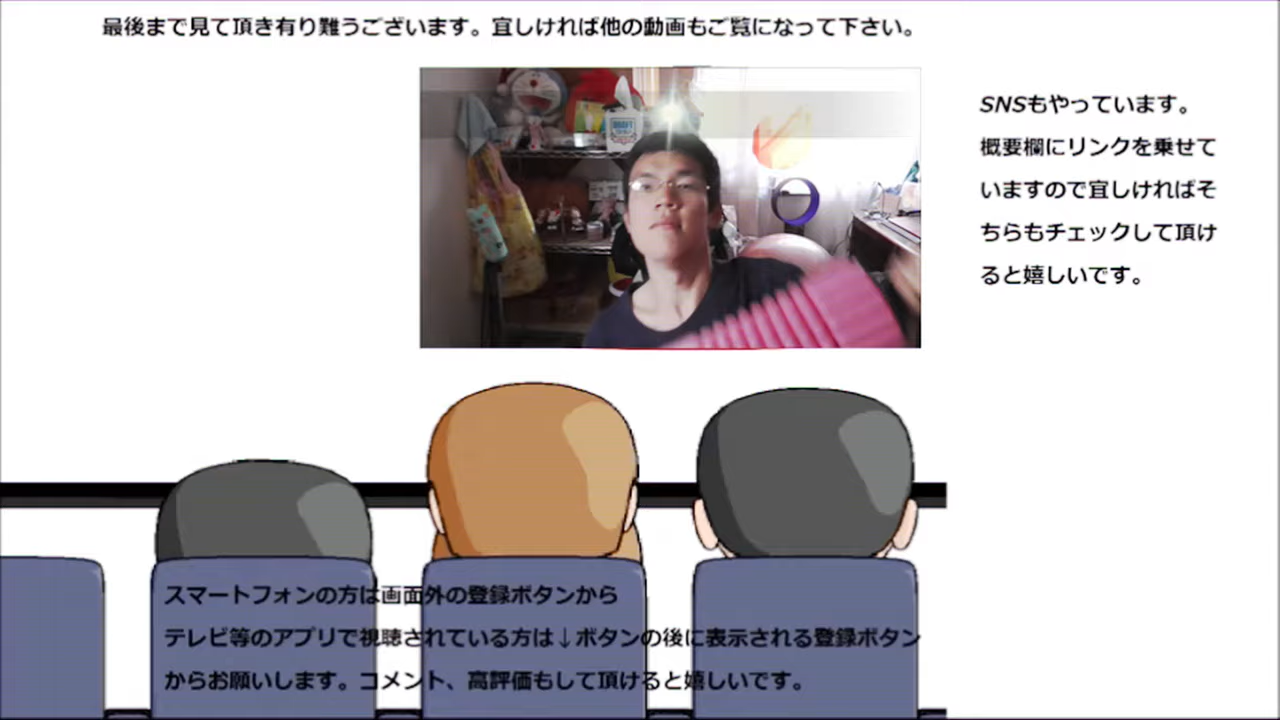 最後まで見て頂き有り難うございます。宜しければ他の動画もご覧になって下さい。
SNSもやっています。
概要欄にリンクを乗せて
いますので宜しければそ
ちらもチェックして頂け
ると嬉しいです。
スマートフォンの方は画面外の登録ボタンから
テレビ等のアプリで視聴されている方は↓ボタンの後に表示される登録ボタン
からお願いします。コメント、高評価もして頂けると嬉しいです。